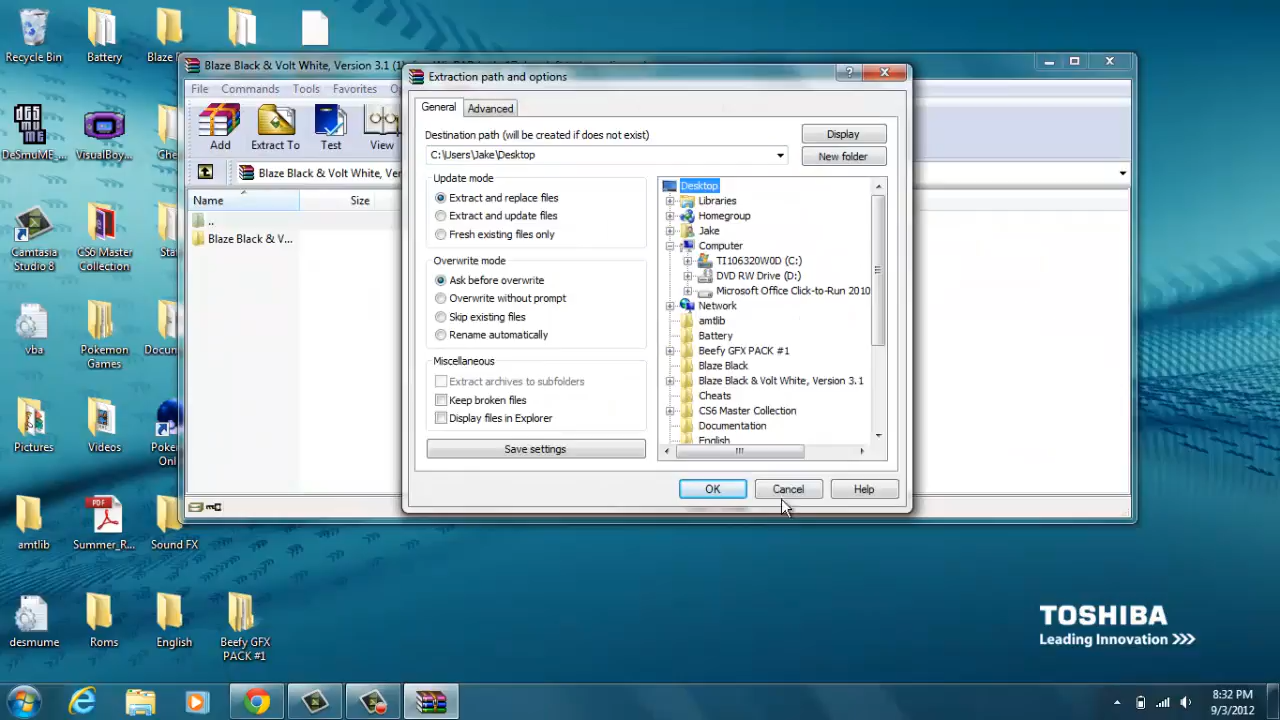 Recycle Bin
Battery
Blaze
Blaze Black & Volt White, Version 3.1 (1)
File Commands Tools Favorites
Add
Extract To
Test
View
Blaze Black & Volt White, Ver
Name
Size
..
Blaze Black & V...
Extraction path and options
?
General
Advanced
Destination path (will be created if does not exist)
C:\Users\Jake\Desktop
Display
New folder
Update mode
Extract and replace files
Extract and update files
Fresh existing files only
Overwrite mode
Ask before overwrite
Overwrite without prompt
Skip existing files
Rename automatically
Miscellaneous
Extract archives to subfolders
Keep broken files
Display files in Explorer
Save settings
Desktop
Libraries
Homegroup
Jake
Computer
TI106320W0D (C:)
DVD RW Drive (D:)
Microsoft Office Click-to-Run 2010
Network
amtlib
Battery
Beefy GFX PACK #1
Blaze Black
Blaze Black & Volt White, Version 3.1
Cheats
CS6 Master Collection
Documentation
English
OK
Cancel
Help
DeSmuME_...
VisualBoy...
Che
Camtasia
Studio 8
CS6 Master
Collection
Sta
vba
Pokemon
Games
Docum
Pictures
Videos
Poke
Onl
amtlib
PDF
Summer_R...
Sound FX
desmume
Roms
English
Beefy GFX
PACK #1
TOSHIBA
Leading Innovation >>>
8:32 PM
9/3/2012